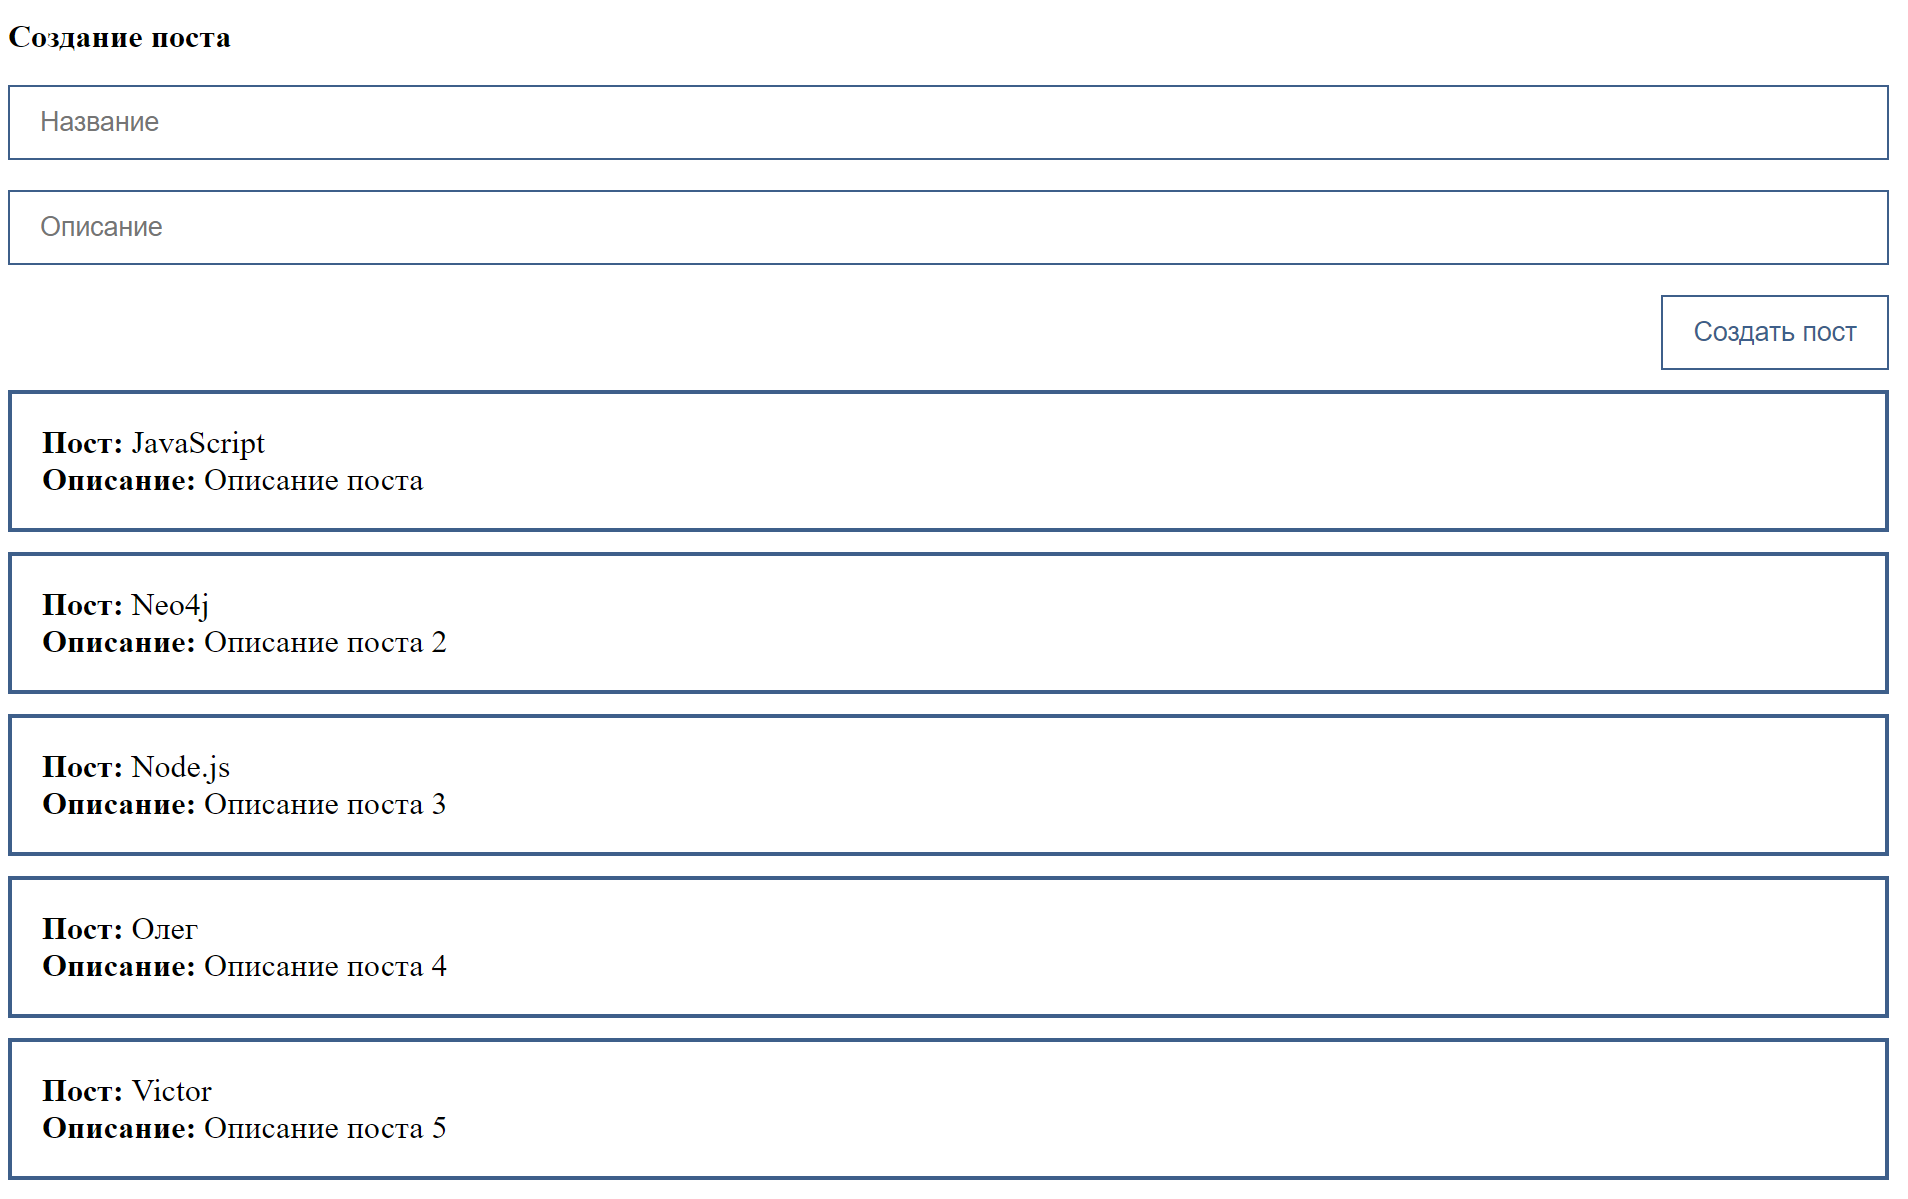 Создание поста
Название
Описание
Создать пост
Пост: JavaScript
Описание: Описание поста
Пост: Neo4j
Описание: Описание поста 2
Пост: Node.js
Описание: Описание поста 3
Пост: Олег
Описание: Описание поста 4
Пост: Victor
Описание: Описание поста 5